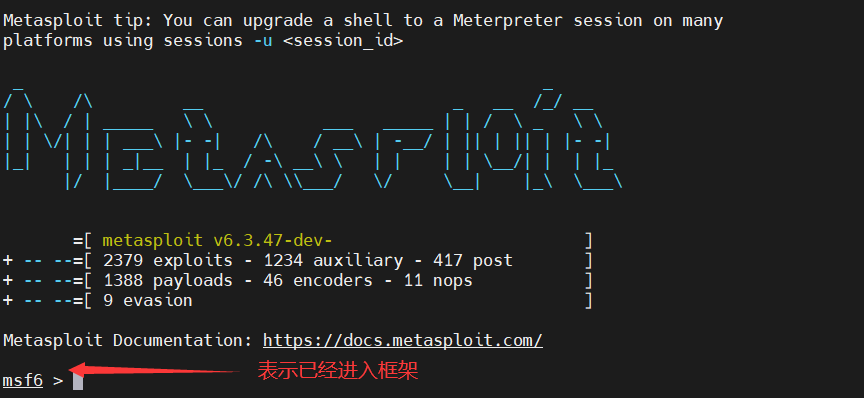 Metasploit tip: You can upgrade a shell to a Meterpreter session on many
platforms using sessions -u <session_id>
METASPLOIT
=[ metasploit v6.3.47-dev- ]
+ -- --=[ 2379 exploits - 1234 auxiliary - 417 post ]
+ -- --=[ 1388 payloads - 46 encoders - 11 nops ]
+ -- --=[ 9 evasion ]
Metasploit Documentation: https://docs.metasploit.com/
msf6 > 表示已经进入框架